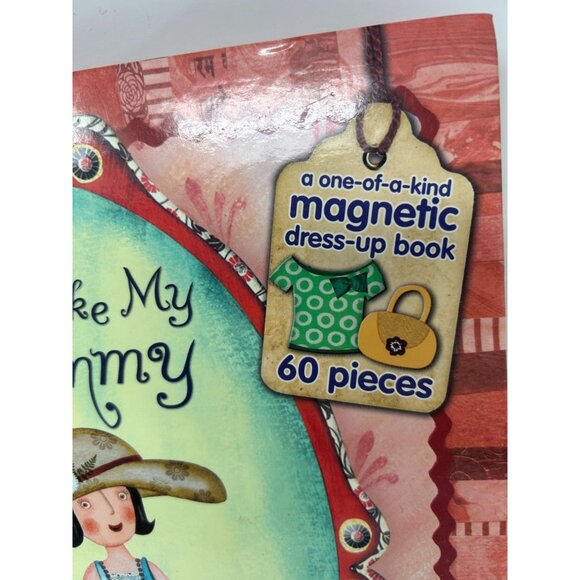 a one-of-a-kind
magnetic
dress-up book
60 pieces
ke My
mmy